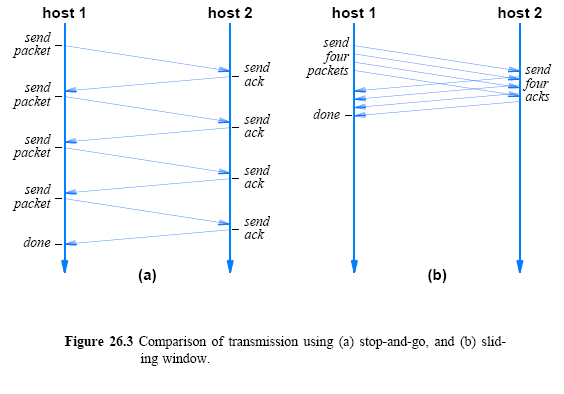 host 1
host 2
send
packet
send
ack
send
packet
send
ack
send
packet
send
ack
send
packet
send
ack
done
(a)
host 1
host 2
send
four
packets
send
four
acks
done
(b)
Figure 26.3 Comparison of transmission using (a) stop-and-go, and (b) slid-
ing window.